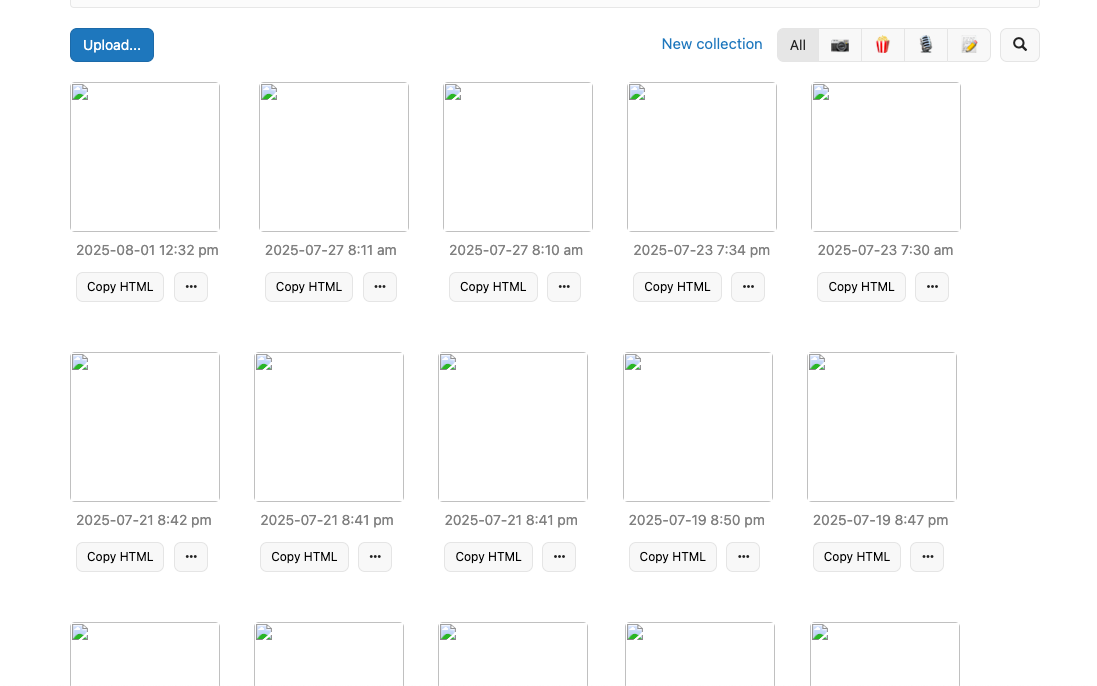 Upload...
New collection
All
2025-08-01 12:32 pm
2025-07-27 8:11 am
2025-07-27 8:10 am
2025-07-23 7:34 pm
2025-07-23 7:30 am
Copy HTML
Copy HTML
Copy HTML
Copy HTML
Copy HTML
2025-07-21 8:42 pm
2025-07-21 8:41 pm
2025-07-21 8:41 pm
2025-07-19 8:50 pm
2025-07-19 8:47 pm
Copy HTML
Copy HTML
Copy HTML
Copy HTML
Copy HTML